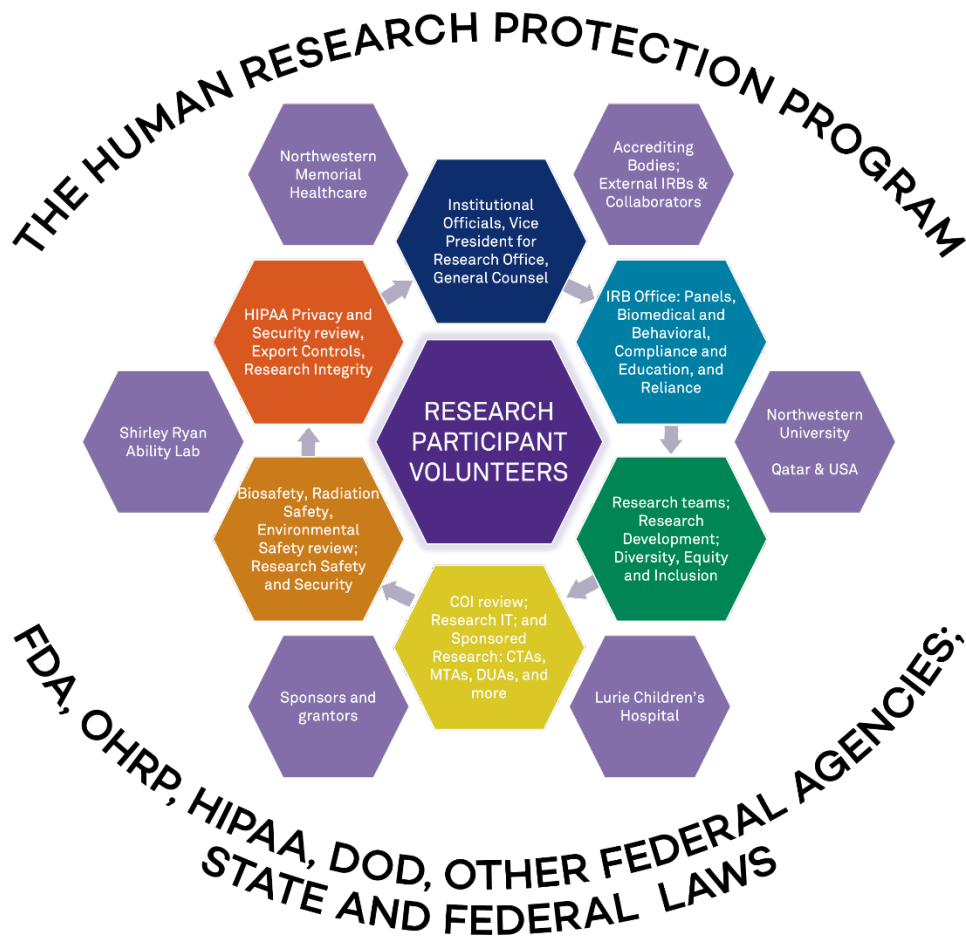 THE HUMAN RESEARCH PROTECTION PROGRAM
Northwestern
Memorial
Healthcare
Accrediting
Bodies;
External IRBs &
Collaborators
Institutional
Officials, Vice
President for
Research Office,
General Counsel
HIPAA Privacy and
Security review,
Export Controls,
Research Integrity
IRB Office: Panels,
Biomedical and
Behavioral,
Compliance and
Education, and
Reliance
RESEARCH
PARTICIPANT
VOLUNTEERS
Shirley Ryan
Ability Lab
Northwestern
University
Qatar & USA
Biosafety, Radiation
Safety,
Environmental
Safety review;
Research Safety
and Security
Research teams;
Research
Development;
Diversity, Equity
and Inclusion
COI review;
Research IT; and
Sponsored
Research: CTAs,
MTAs, DUAs, and
more
Sponsors and
grantors
Lurie Children's
Hospital
FDA, OHRP, HIPAA, DOD, OTHER FEDERAL AGENCIES;
STATE AND FEDERAL LAWS